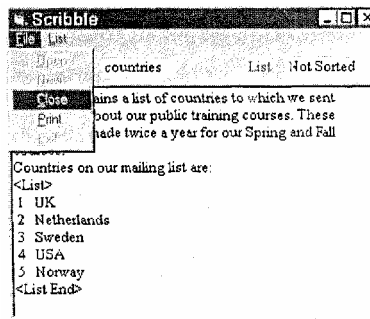 Scribble
File List
Open
Close
Print
countries List Not Sorted
ains a list of countries to which we sent
bout our public training courses. These
ade twice a year for our Spring and Fall
Countries on our mailing list are:
<List>
1 UK
2 Netherlands
3 Sweden
4 USA
5 Norway
<List End>